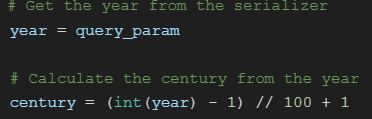 # Get the year from the serializer
year = query_param
# Calculate the century from the year
century = (int(year) - 1) // 100 + 1